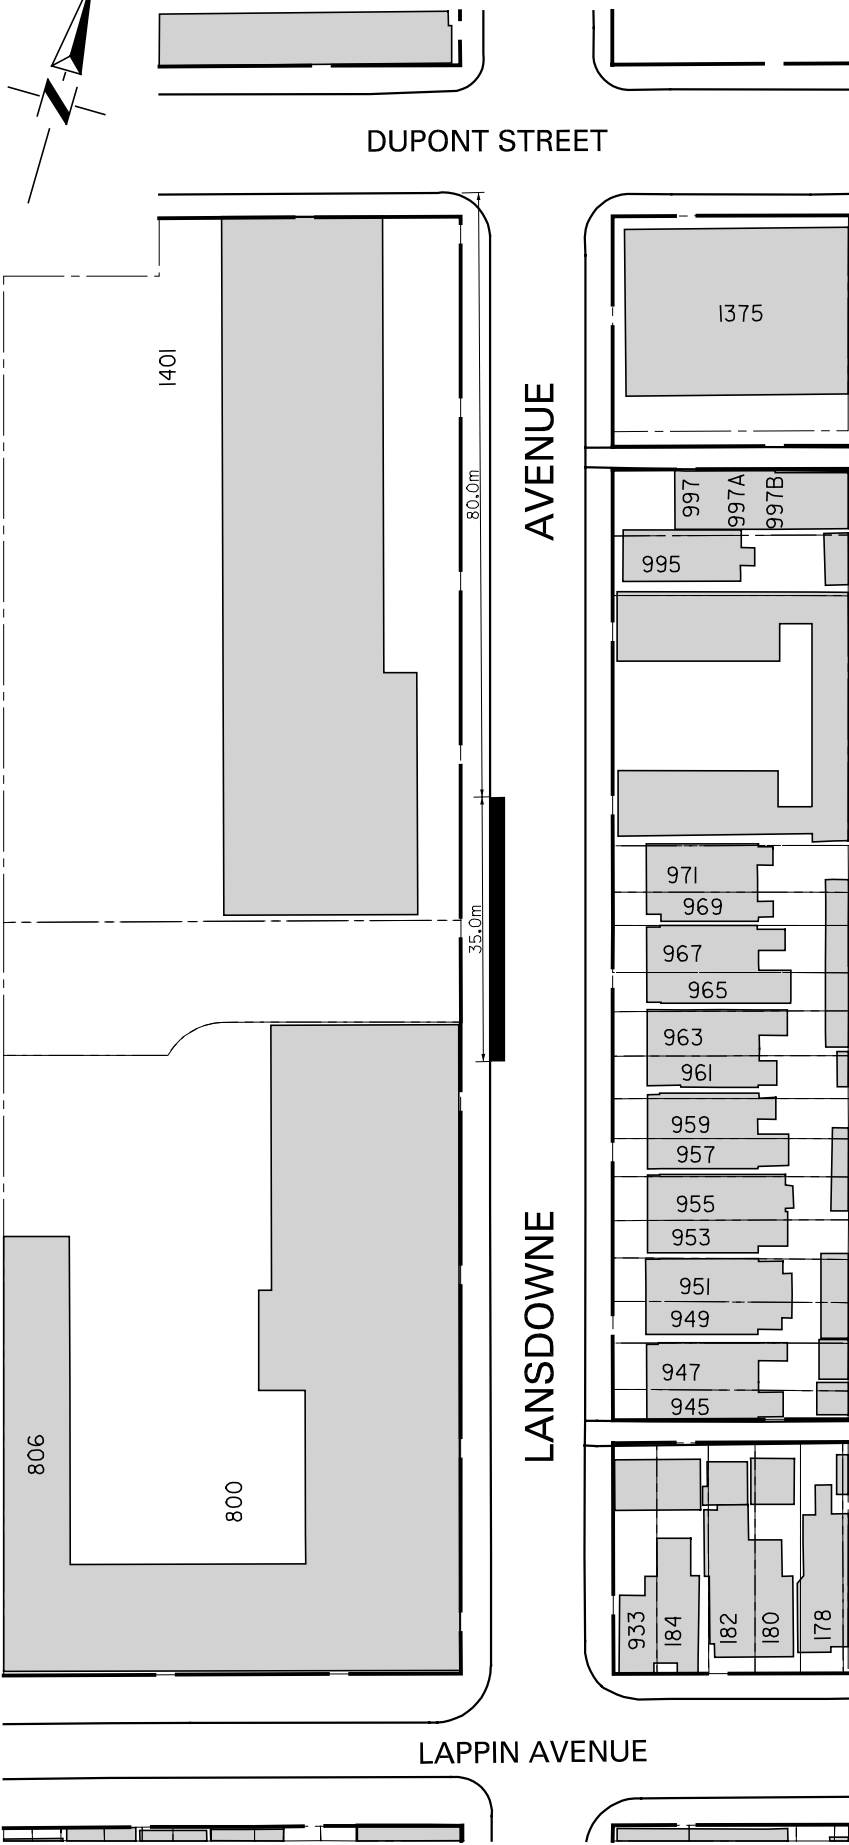 N
DUPONT STREET
1375
1401
AVENUE
80.0m
997
997A
997B
995
971
969
35.0m
967
965
963
961
959
957
955
953
LANSDOWNE
951
949
947
945
806
800
933
184
182
180
178
LAPPIN AVENUE